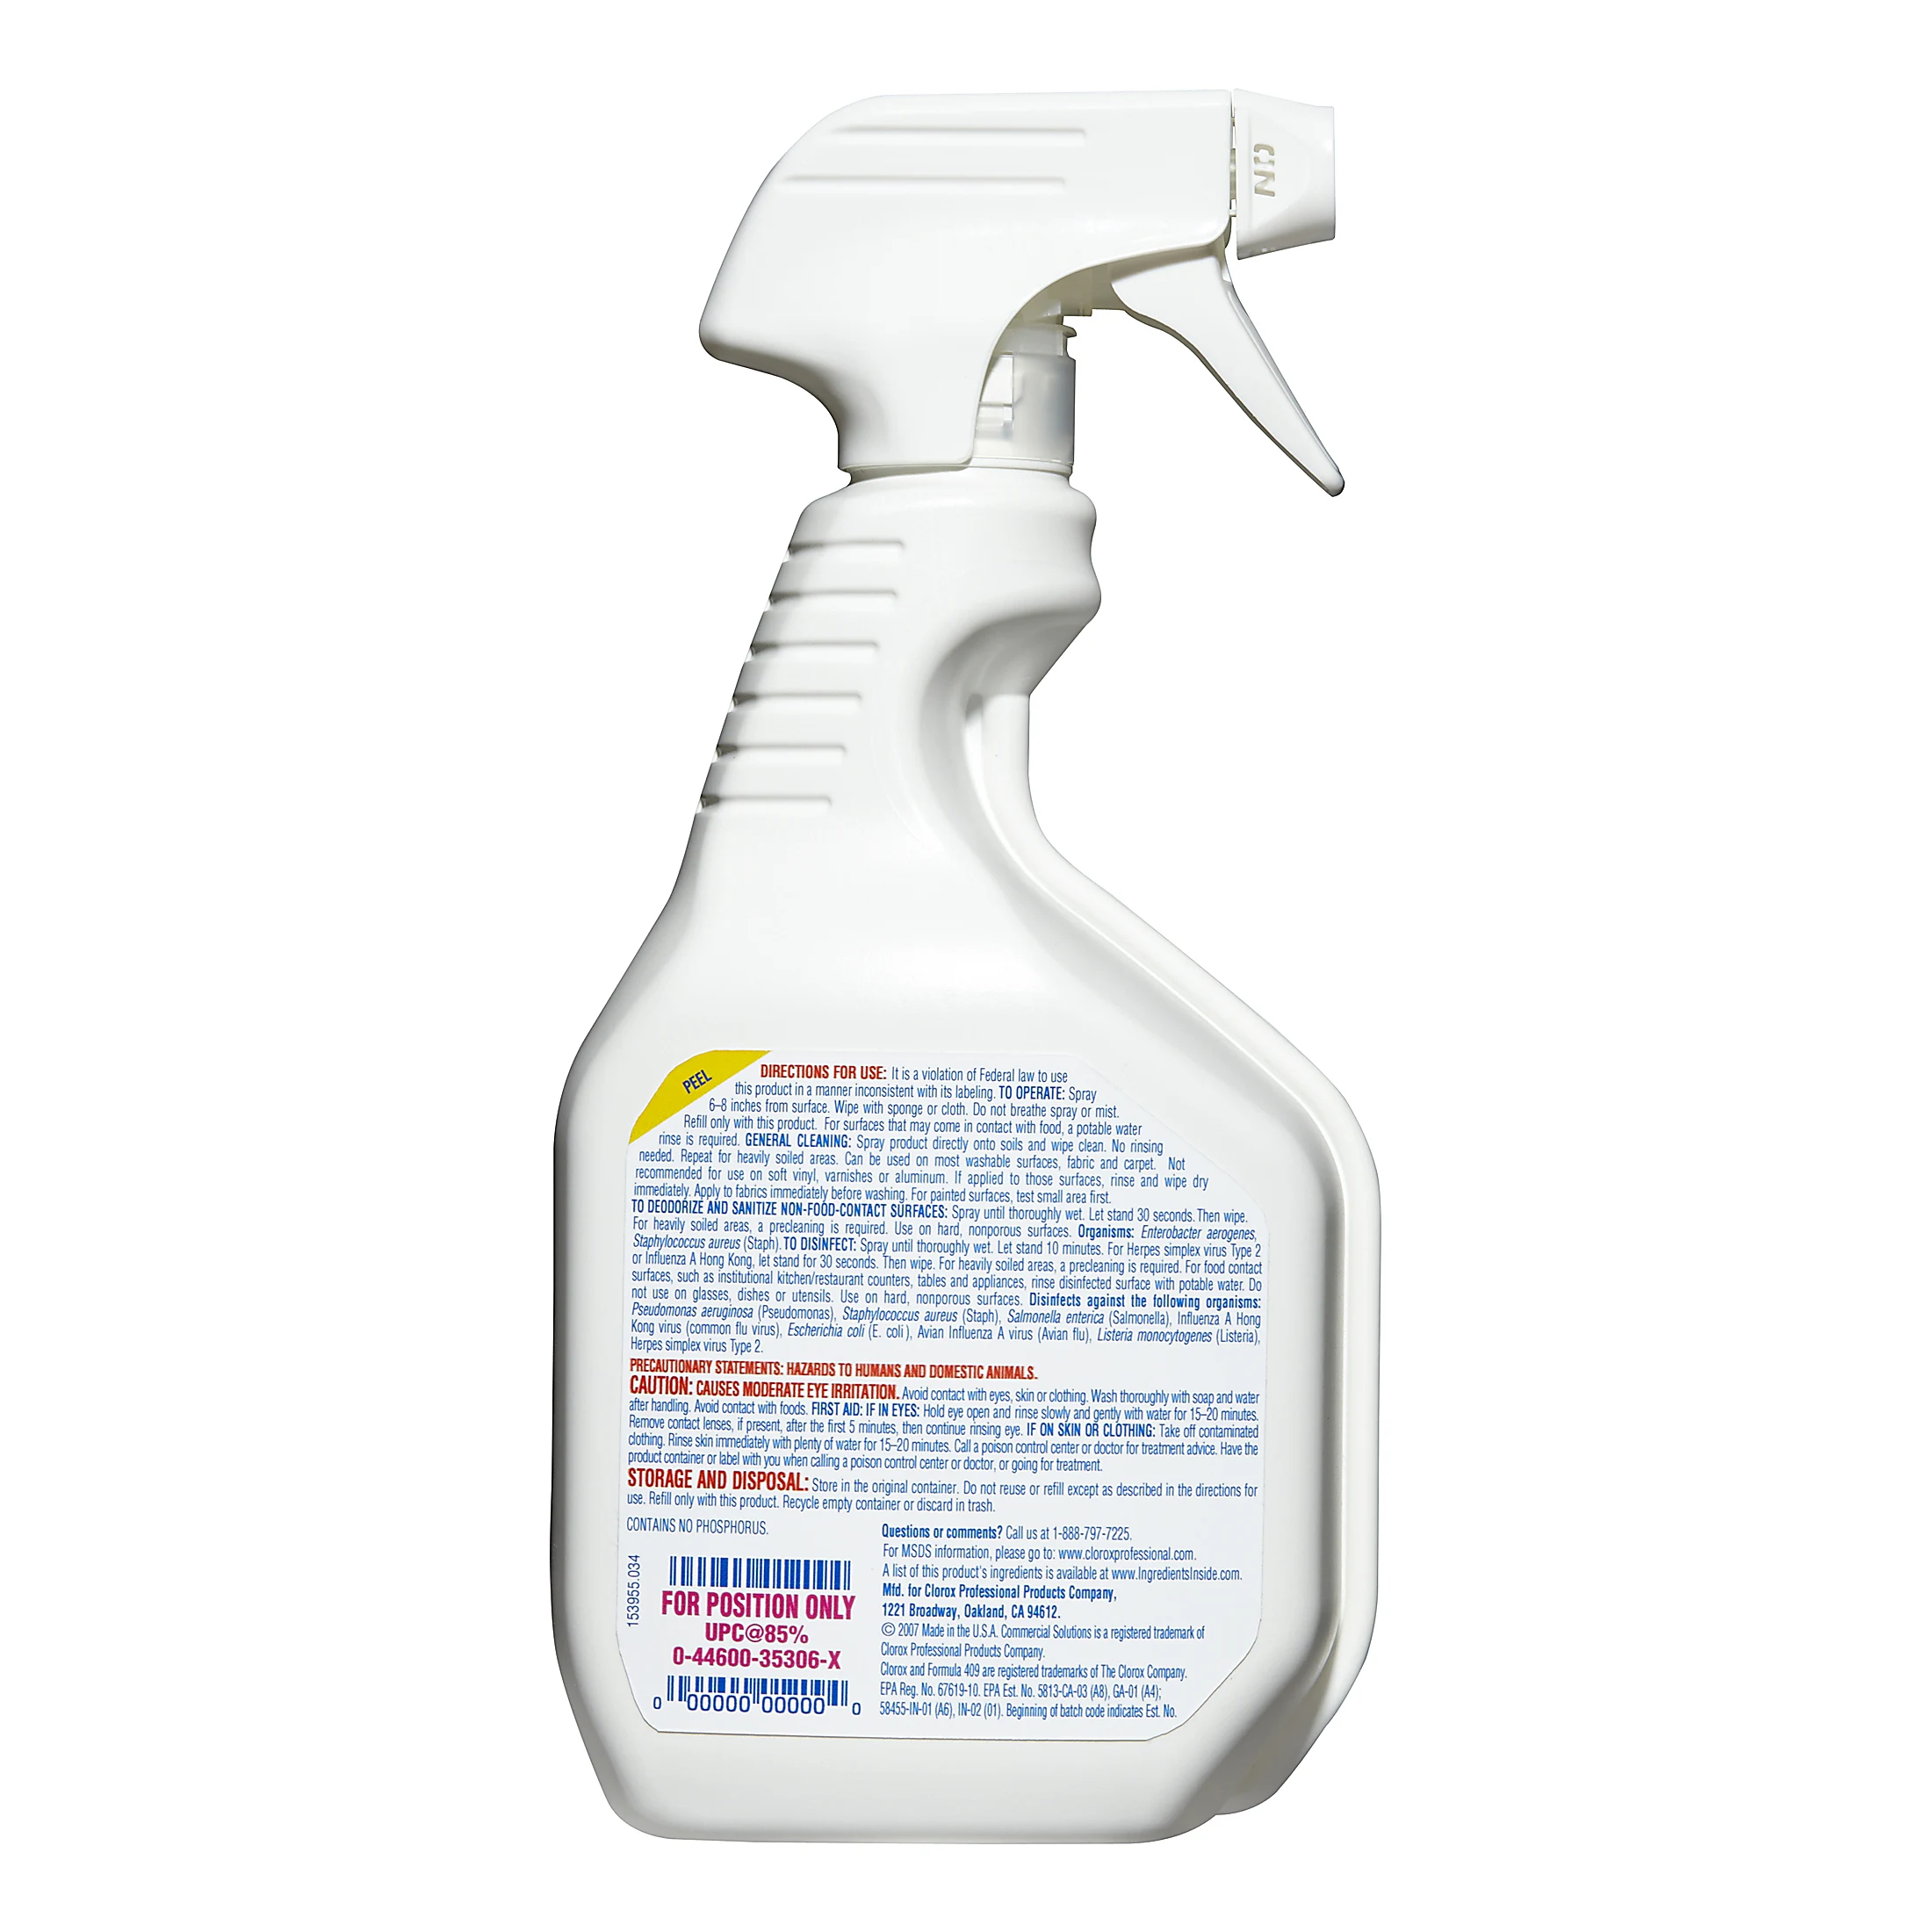 ON
PEEL
DIRECTIONS FOR USE: It is a violation of Federal law to use
this product in a manner inconsistent with its labeling. TO OPERATE: Spray
6–8 inches from surface. Wipe with sponge or cloth. Do not breathe spray or mist.
Refill only with this product. For surfaces that may come in contact with food, a potable water
rinse is required. GENERAL CLEANING: Spray product directly onto soils and wipe clean. No rinsing
needed. Repeat for heavily soiled areas. Can be used on most washable surfaces, fabric and carpet. Not
recommended for use on soft vinyl, varnishes or aluminum. If applied to those surfaces, rinse and wipe dry
immediately. Apply to fabrics immediately before washing. For painted surfaces, test small area first.
TO DEODORIZE AND SANITIZE NON-FOOD-CONTACT SURFACES: Spray until thoroughly wet. Let stand 30 seconds. Then wipe.
For heavily soiled areas, a precleaning is required. Use on hard, nonporous surfaces. Organisms: Enterobacter aerogenes,
Staphylococcus aureus (Staph). TO DISINFECT: Spray until thoroughly wet. Let stand 10 minutes. For Herpes simplex virus Type 2
or Influenza A Hong Kong, let stand for 30 seconds. Then wipe. For heavily soiled areas, a precleaning is required. For food contact
surfaces, such as institutional kitchen/restaurant counters, tables and appliances, rinse disinfected surface with potable water. Do
not use on glasses, dishes or utensils. Use on hard, nonporous surfaces. Disinfects against the following organisms:
Pseudomonas aeruginosa (Pseudomonas), Staphylococcus aureus (Staph), Salmonella enterica (Salmonella), Influenza A Hong
Kong virus (common flu virus), Escherichia coli (E. coli), Avian Influenza A virus (Avian flu), Listeria monocytogenes (Listeria),
Herpes simplex virus Type 2.
PRECAUTIONARY STATEMENTS: HAZARDS TO HUMANS AND DOMESTIC ANIMALS.
CAUTION: CAUSES MODERATE EYE IRRITATION. Avoid contact with eyes, skin or clothing. Wash thoroughly with soap and water
after handling. Avoid contact with foods. FIRST AID: IF IN EYES: Hold eye open and rinse slowly and gently with water for 15–20 minutes.
Remove contact lenses, if present, after the first 5 minutes, then continue rinsing eye. IF ON SKIN OR CLOTHING: Take off contaminated
clothing. Rinse skin immediately with plenty of water for 15–20 minutes. Call a poison control center or doctor for treatment advice. Have the
product container or label with you when calling a poison control center or doctor, or going for treatment.
STORAGE AND DISPOSAL: Store in the original container. Do not reuse or refill except as described in the directions for
use. Refill only with this product. Recycle empty container or discard in trash.
CONTAINS NO PHOSPHORUS.
153955.034
FOR POSITION ONLY
UPC@85%
0-44600-35306-X
0 00000 00000 0
Questions or comments? Call us at 1-888-797-7225.
For MSDS information, please go to: www.cloroxprofessional.com.
A list of this product's ingredients is available at www.IngredientsInside.com.
Mfd. for Clorox Professional Products Company,
1221 Broadway, Oakland, CA 94612.
© 2007 Made in the U.S.A. Commercial Solutions is a registered trademark of
Clorox Professional Products Company.
Clorox and Formula 409 are registered trademarks of The Clorox Company.
EPA Reg. No. 67619-10. EPA Est. No. 5813-CA-03 (A8), GA-01 (A4);
58455-IN-01 (A6), IN-02 (01). Beginning of batch code indicates Est. No.